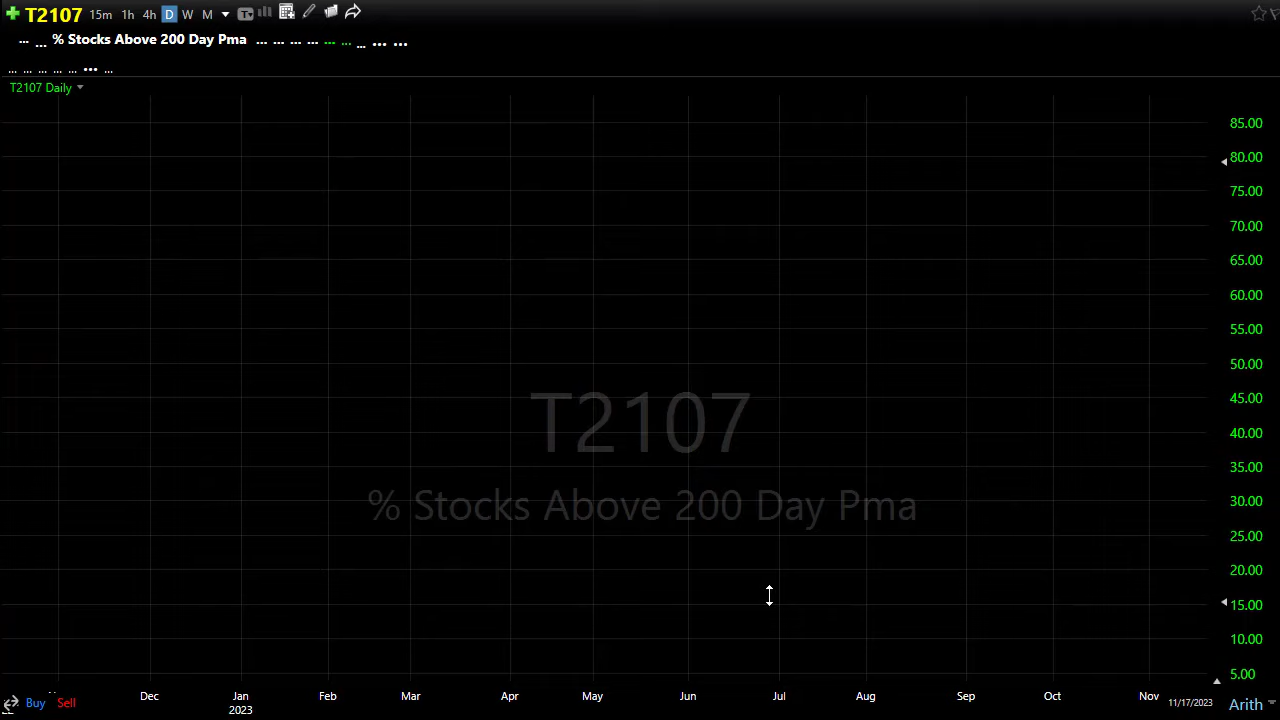 T2107 15m 1h 4h D W M
... ... % Stocks Above 200 Day Pma ... ... ... ... ... ... ... ... ...
... ... ... ... ... ... ...
T2107 Daily
85.00
80.00
75.00
70.00
65.00
60.00
55.00
50.00
45.00
40.00
35.00
30.00
25.00
20.00
15.00
10.00
5.00
T2107
% Stocks Above 200 Day Pma
Dec Jan Feb Mar Apr May Jun Jul Aug Sep Oct Nov
Buy Sell 2023 11/17/2023 Arith